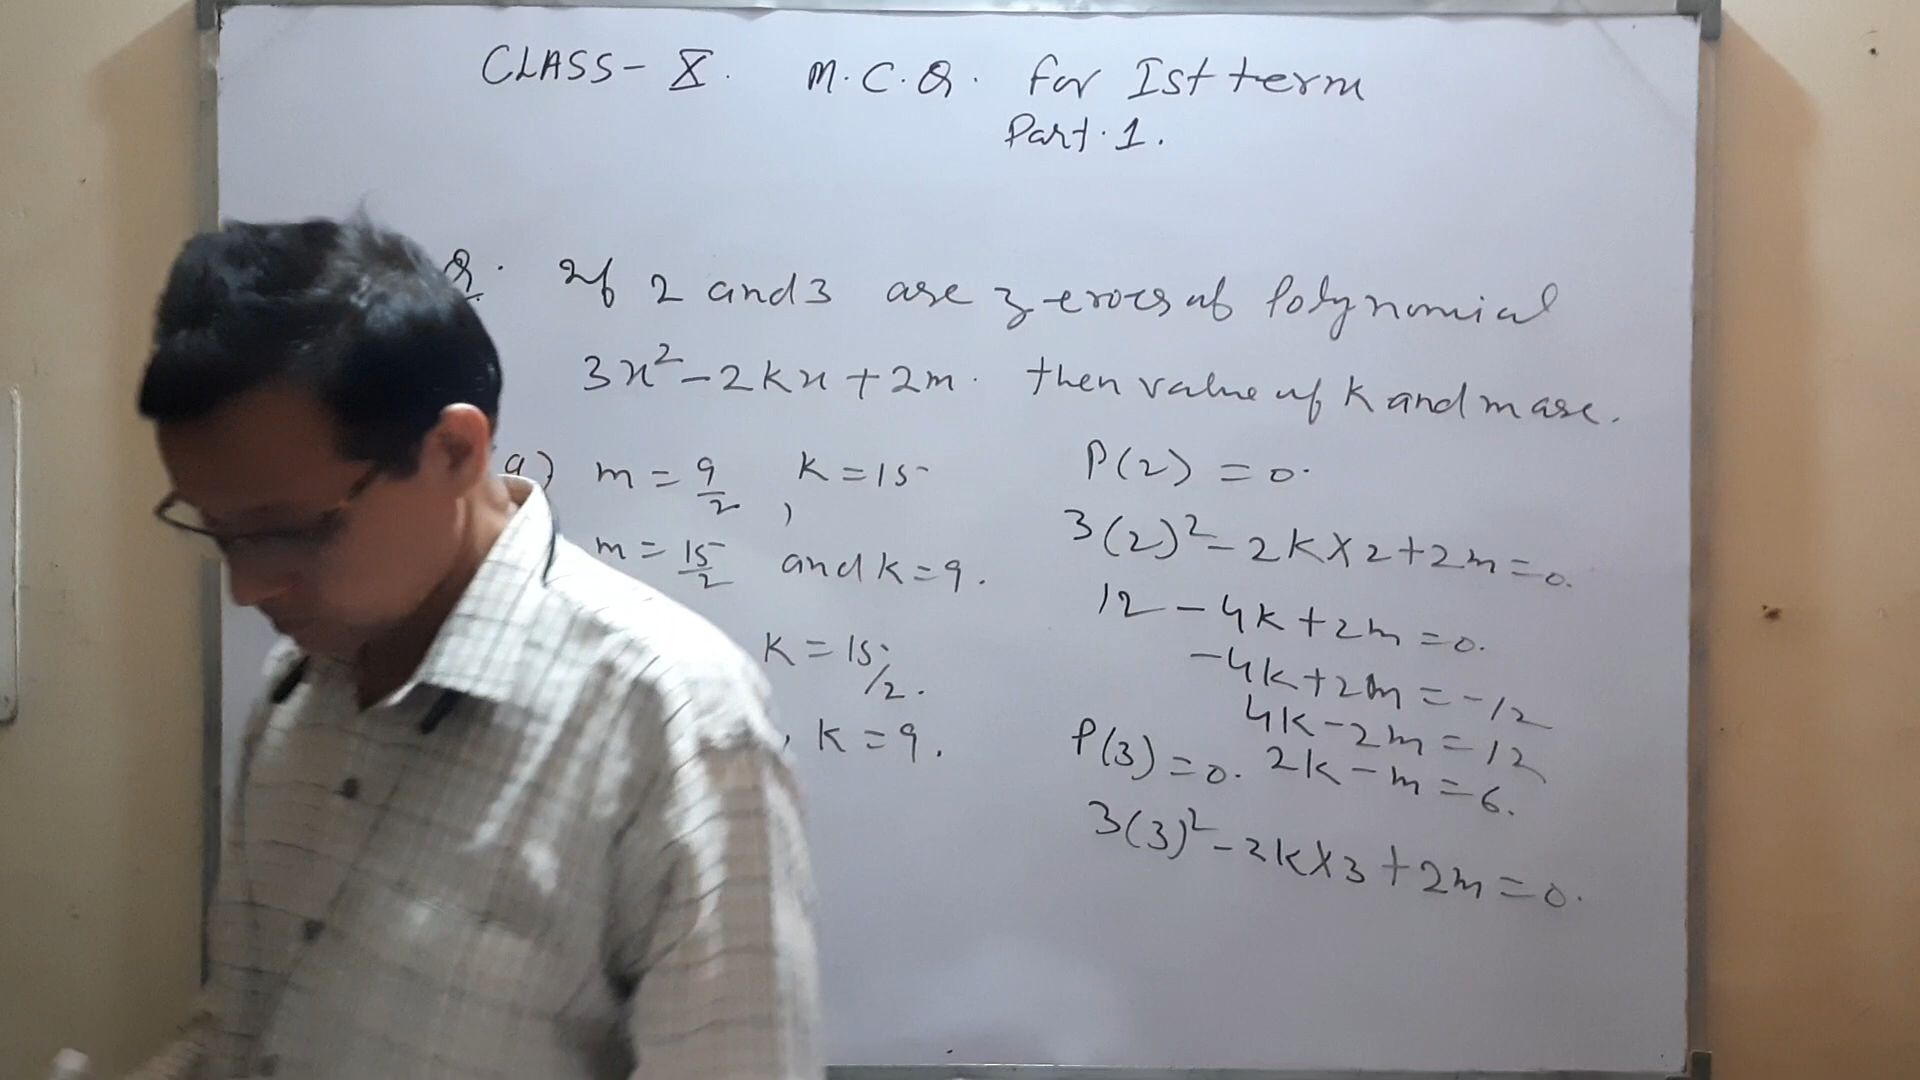 CLASS - X. M.C.Q. for Ist term
Part. 1.
Q. If 2 and 3 are zeroes of Polynomial
3x² - 2kx + 2m. then value of k and m are.
a) m = 9/2, k = 15
m = 15/2 and k = 9.
k = 15/2.
, k = 9.
P(2) = 0.
3(2)² - 2k×2 + 2m = 0.
12 - 4k + 2m = 0.
-4k + 2m = -12
4k - 2m = 12
2k - m = 6.
P(3) = 0.
3(3)² - 2k×3 + 2m = 0.